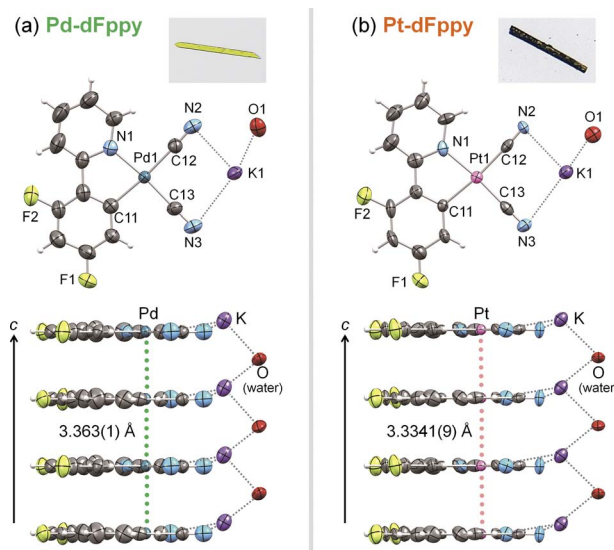 (a) Pd-dFppy
N2
O1
N1
Pd1
C12
K1
C13
F2
C11
N3
F1
c
Pd
K
O
(water)
3.363(1) Å
(b) Pt-dFppy
N2
O1
N1
Pt1
C12
K1
C13
F2
C11
N3
F1
c
Pt
K
O
(water)
3.3341(9) Å